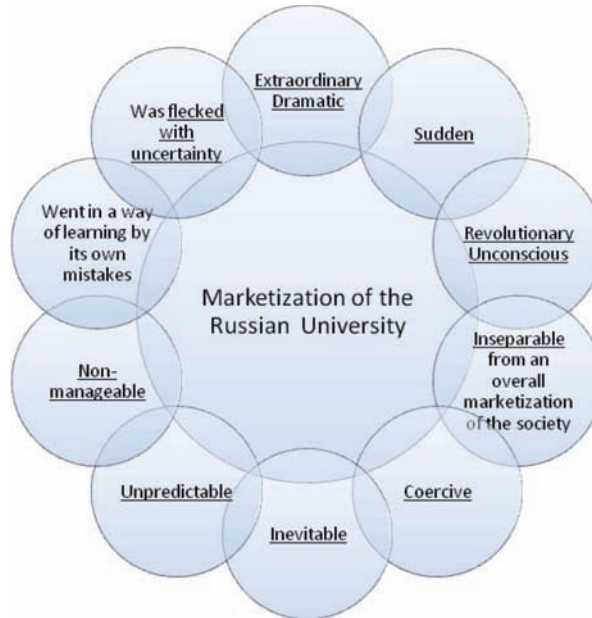 Extraordinary
Dramatic
Sudden
Revolutionary
Unconscious
Inseparable
from an
overall
marketization
of the society
Coercive
Inevitable
Unpredictable
Non-
manageable
Went in a way
of learning by
its own
mistakes
Was flecked
with
uncertainty
Marketization of the
Russian University